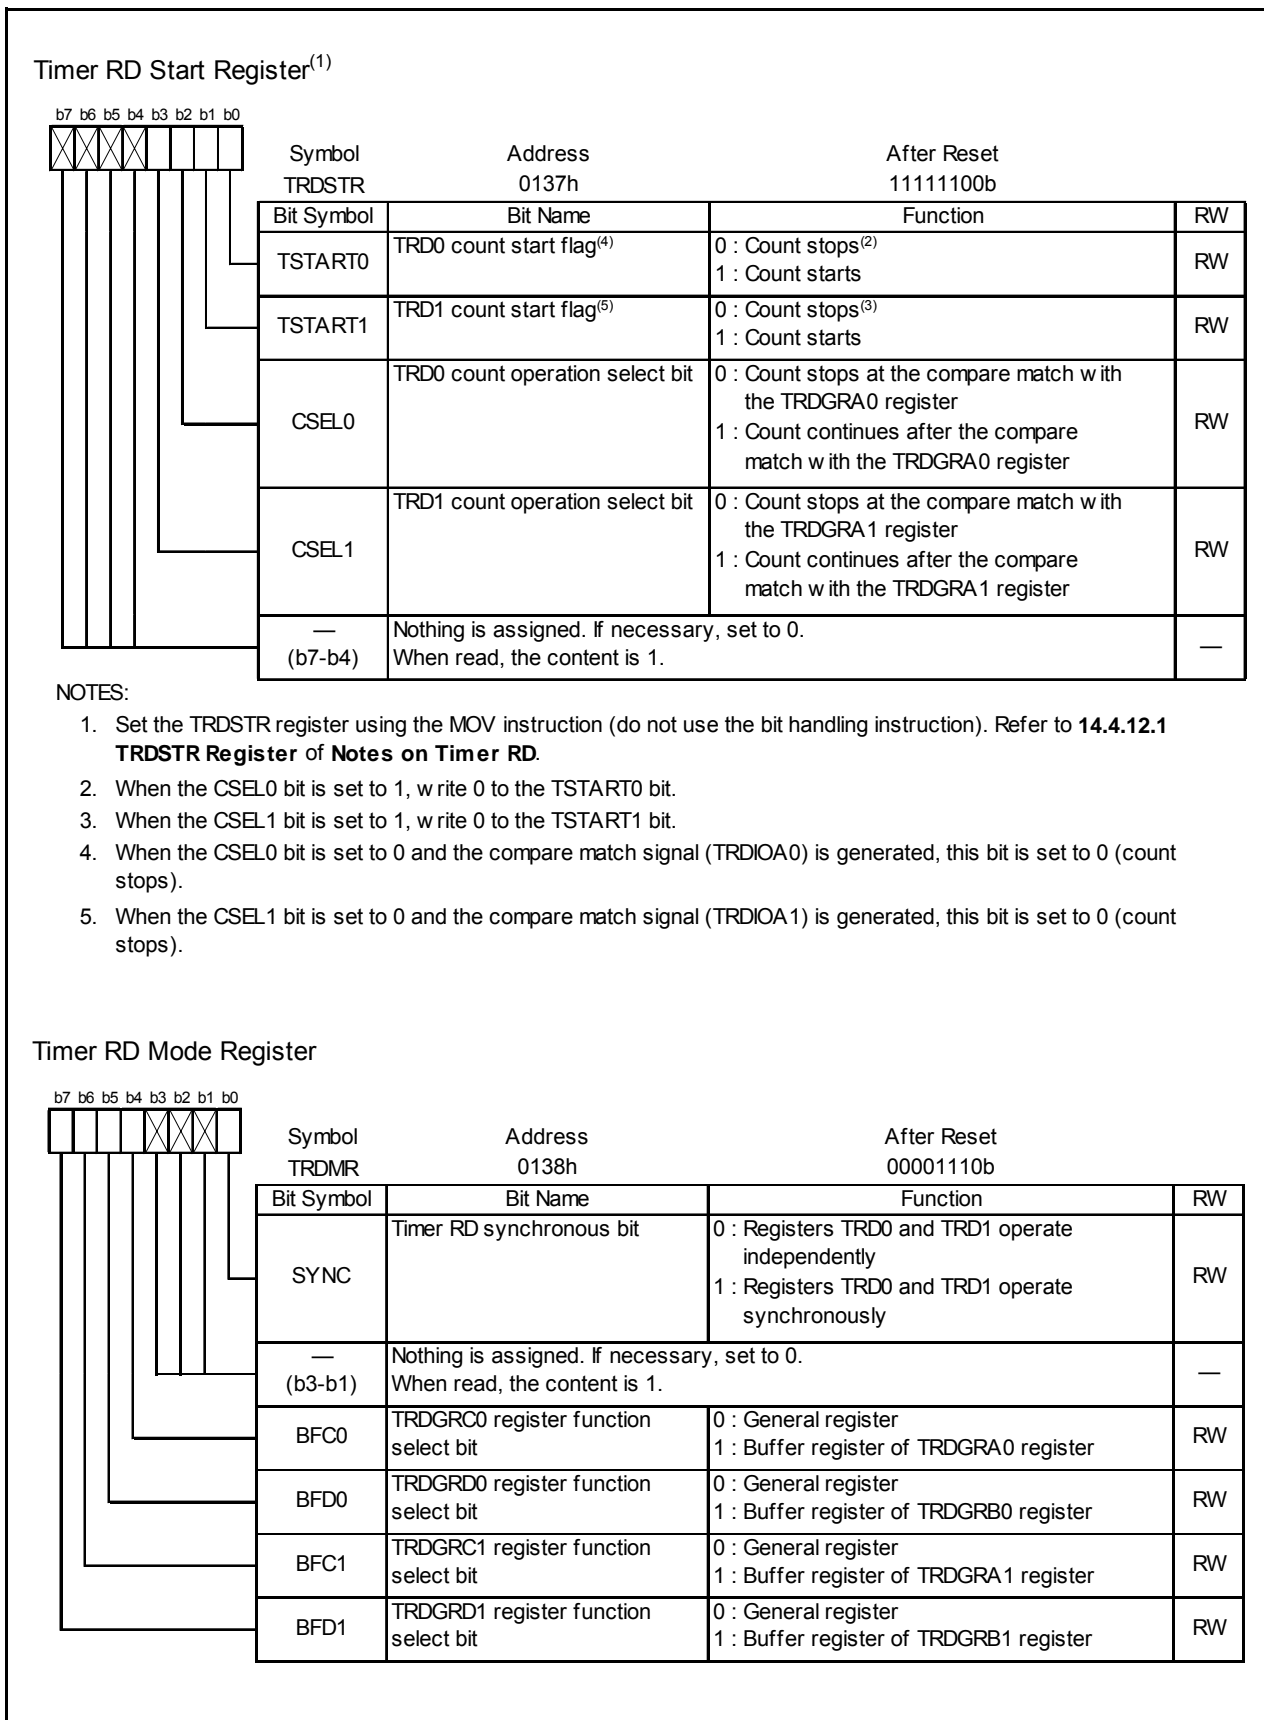 Timer RD Start Register(1)
b7 b6 b5 b4 b3 b2 b1 b0
Symbol Address After Reset
TRDSTR 0137h 11111100b
Bit Symbol Bit Name Function RW
TSTART0 TRD0 count start flag(4) 0 : Count stops(2) RW
1 : Count starts
TSTART1 TRD1 count start flag(5) 0 : Count stops(3) RW
1 : Count starts
CSEL0 TRD0 count operation select bit 0 : Count stops at the compare match with RW
the TRDGRA0 register
1 : Count continues after the compare
match with the TRDGRA0 register
CSEL1 TRD1 count operation select bit 0 : Count stops at the compare match with RW
the TRDGRA1 register
1 : Count continues after the compare
match with the TRDGRA1 register
— Nothing is assigned. If necessary, set to 0. —
(b7-b4) When read, the content is 1.
NOTES:
1. Set the TRDSTR register using the MOV instruction (do not use the bit handling instruction). Refer to 14.4.12.1
TRDSTR Register of Notes on Timer RD.
2. When the CSEL0 bit is set to 1, write 0 to the TSTART0 bit.
3. When the CSEL1 bit is set to 1, write 0 to the TSTART1 bit.
4. When the CSEL0 bit is set to 0 and the compare match signal (TRDIOA0) is generated, this bit is set to 0 (count
stops).
5. When the CSEL1 bit is set to 0 and the compare match signal (TRDIOA1) is generated, this bit is set to 0 (count
stops).
Timer RD Mode Register
b7 b6 b5 b4 b3 b2 b1 b0
Symbol Address After Reset
TRDMR 0138h 00001110b
Bit Symbol Bit Name Function RW
SYNC Timer RD synchronous bit 0 : Registers TRD0 and TRD1 operate RW
independently
1 : Registers TRD0 and TRD1 operate
synchronously
— Nothing is assigned. If necessary, set to 0. —
(b3-b1) When read, the content is 1.
BFC0 TRDGRC0 register function 0 : General register RW
select bit 1 : Buffer register of TRDGRA0 register
BFD0 TRDGRD0 register function 0 : General register RW
select bit 1 : Buffer register of TRDGRB0 register
BFC1 TRDGRC1 register function 0 : General register RW
select bit 1 : Buffer register of TRDGRA1 register
BFD1 TRDGRD1 register function 0 : General register RW
select bit 1 : Buffer register of TRDGRB1 register